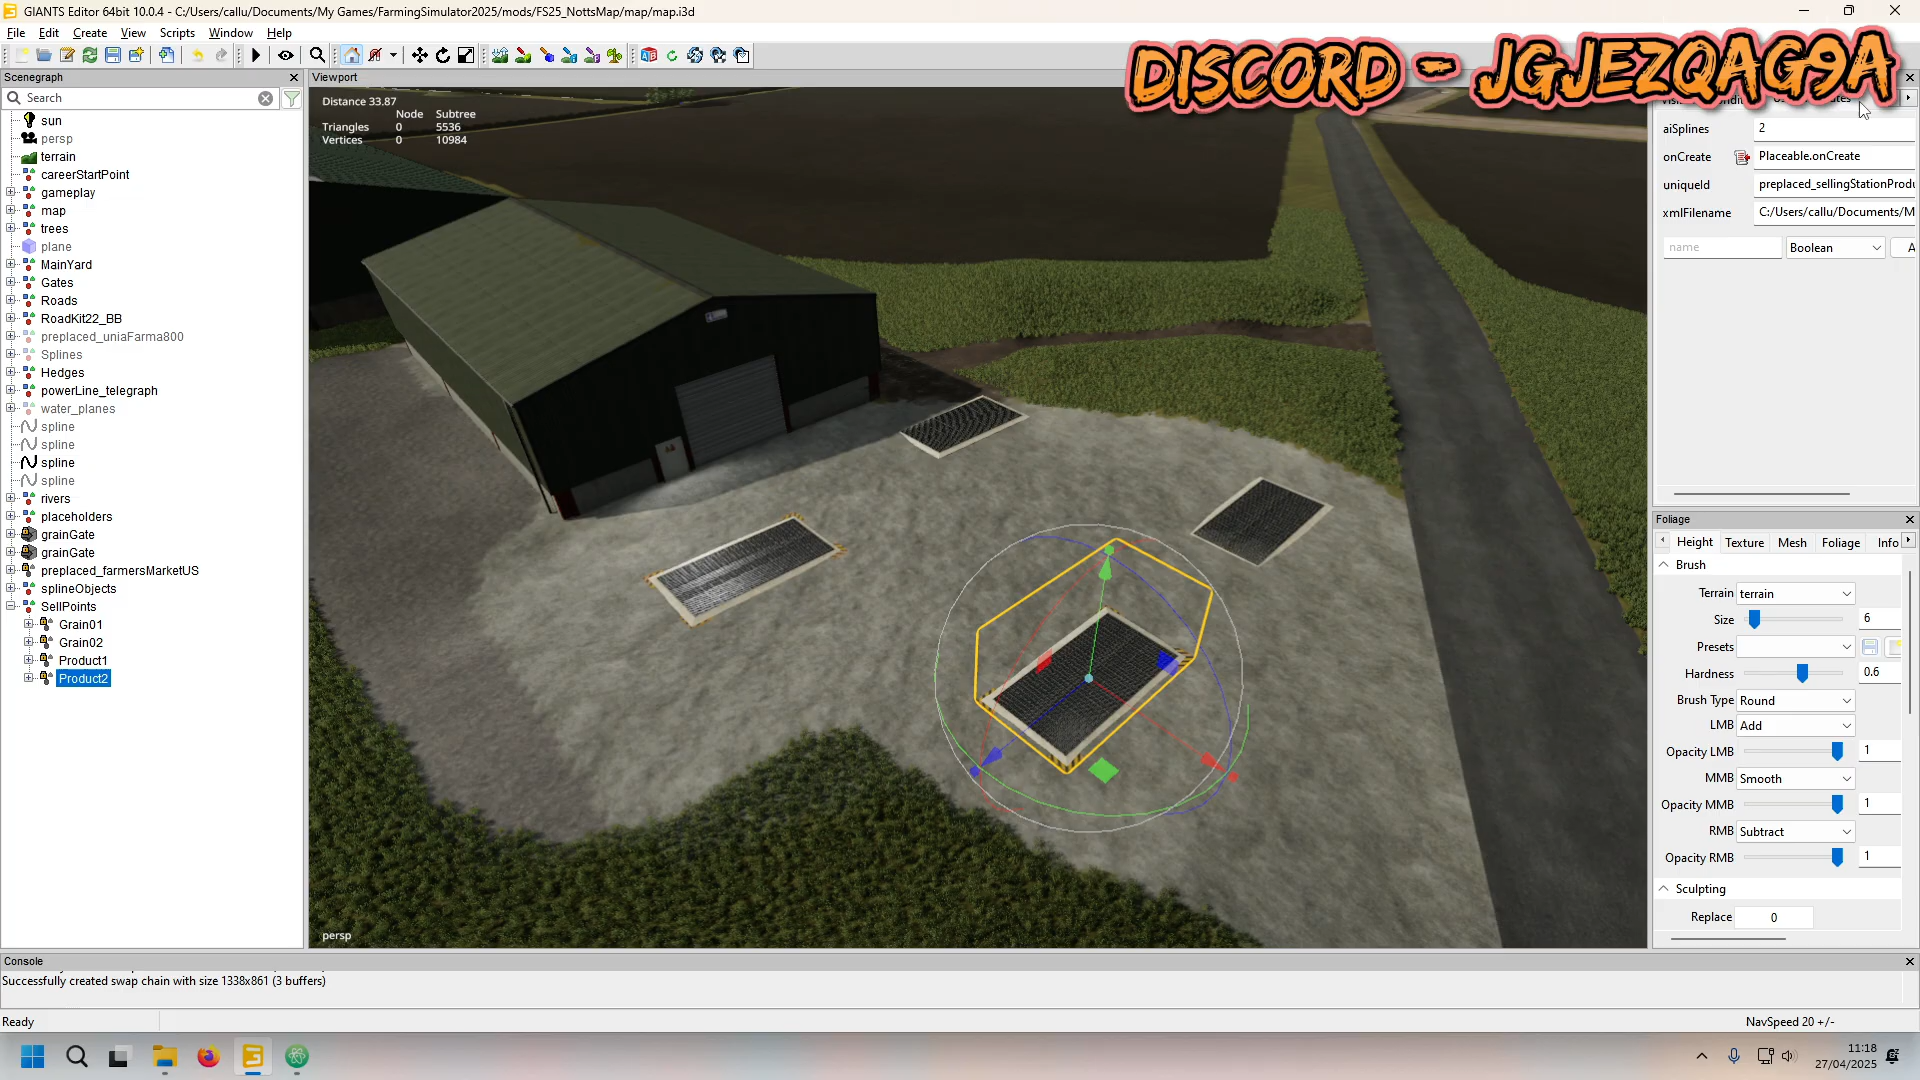 GIANTS Editor 64bit 10.0.4 - C:/Users/callu/Documents/My Games/FarmingSimulator2025/mods/FS25_NottsMap/map/map.i3d
File Edit Create View Scripts Window Help
DISCORD - JGJEZQAG9A
Scenegraph
Viewport
Search
sun
persp
terrain
careerStartPoint
gameplay
map
trees
plane
MainYard
Gates
Roads
RoadKit22_BB
preplaced_uniaFarma800
Splines
Hedges
powerLine_telegraph
water_planes
spline
spline
spline
spline
rivers
placeholders
grainGate
grainGate
preplaced_farmersMarketUS
splineObjects
SellPoints
Grain01
Grain02
Product1
Product2
Distance 33.87
Node Subtree
Triangles 0 5536
Vertices 0 10984
persp
aiSplines 2
onCreate Placeable.onCreate
uniqueId preplaced_sellingStationProdu
xmlFilename C:/Users/callu/Documents/M
name Boolean A
Foliage
Height Texture Mesh Foliage Info
Brush
Terrain terrain
Size 6
Presets
Hardness 0.6
Brush Type Round
LMB Add
Opacity LMB 1
MMB Smooth
Opacity MMB 1
RMB Subtract
Opacity RMB 1
Sculpting
Replace 0
Console
Successfully created swap chain with size 1338x861 (3 buffers)
Ready
NavSpeed 20 +/-
11:18
27/04/2025